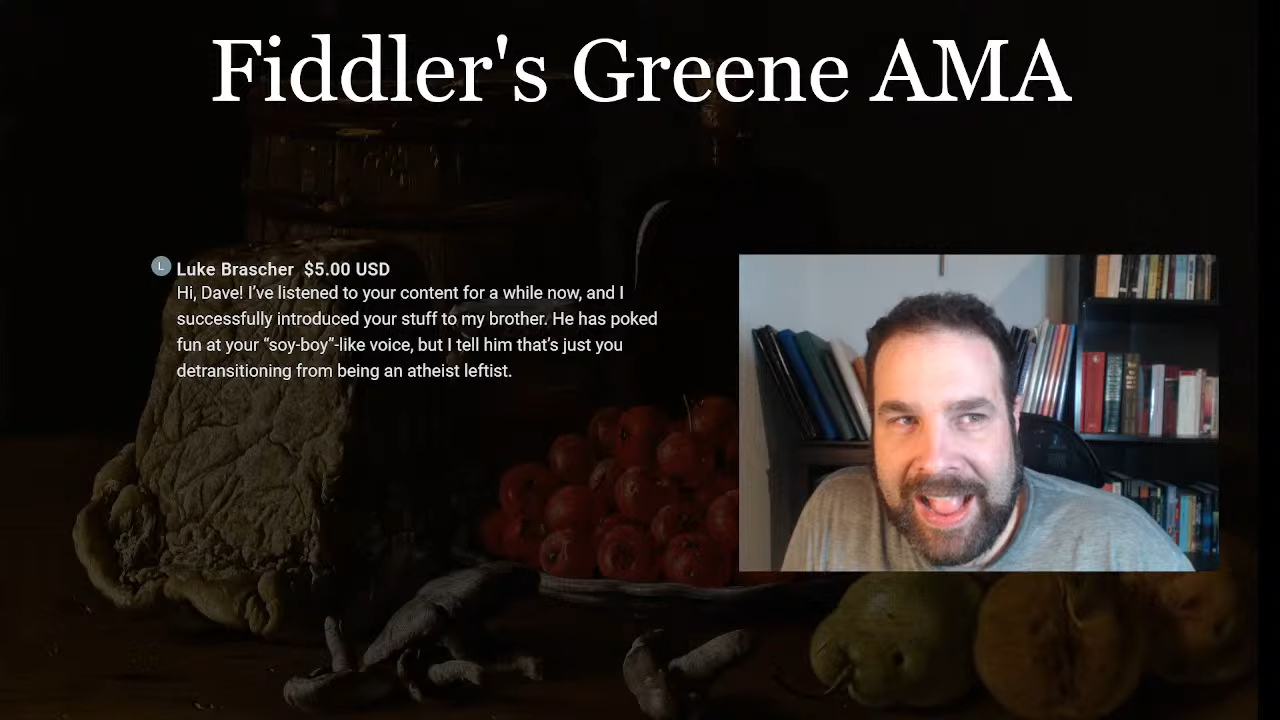 Fiddler's Greene AMA
L
Luke Brascher $5.00 USD
Hi, Dave! I’ve listened to your content for a while now, and I
successfully introduced your stuff to my brother. He has poked
fun at your “soy-boy”-like voice, but I tell him that’s just you
detransitioning from being an atheist leftist.